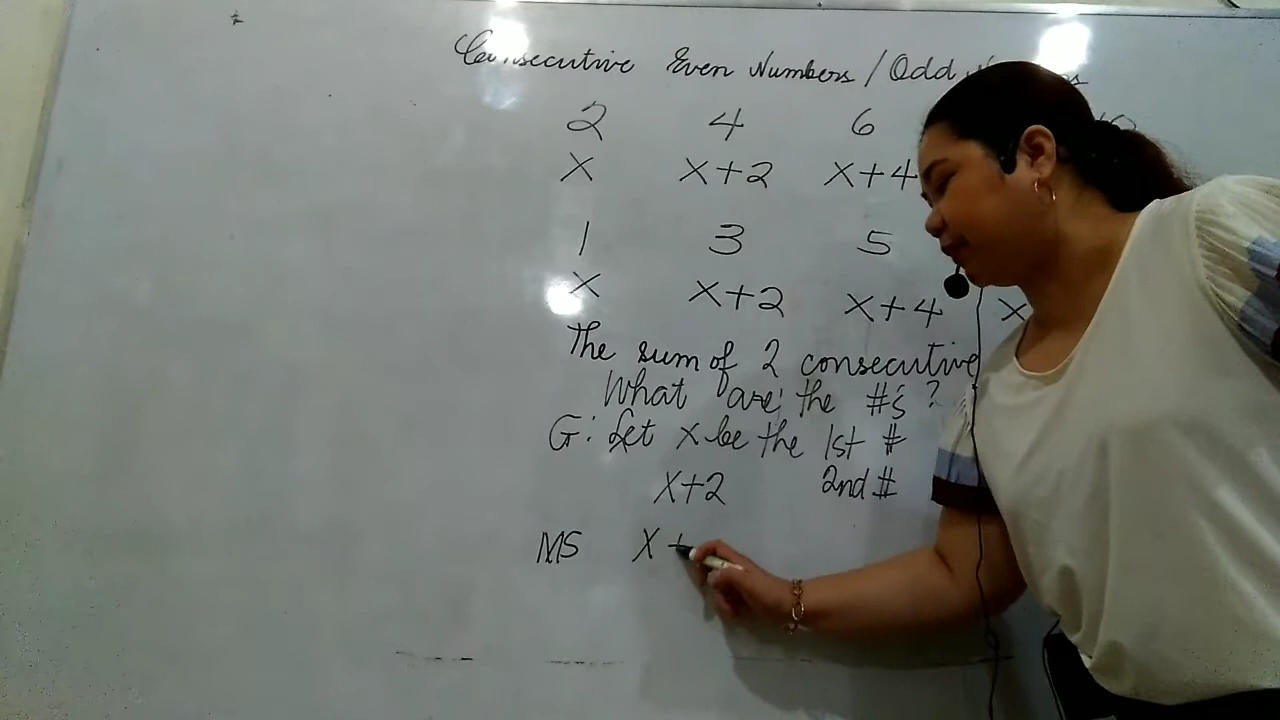 Consecutive Even Numbers / Odd
2 4 6 10
X X+2 X+4
1 3 5
X X+2 X+4 X
The sum of 2 consecutive
What are the #'s ?
G: Let X be the 1st #
X+2 2nd #
MS X +